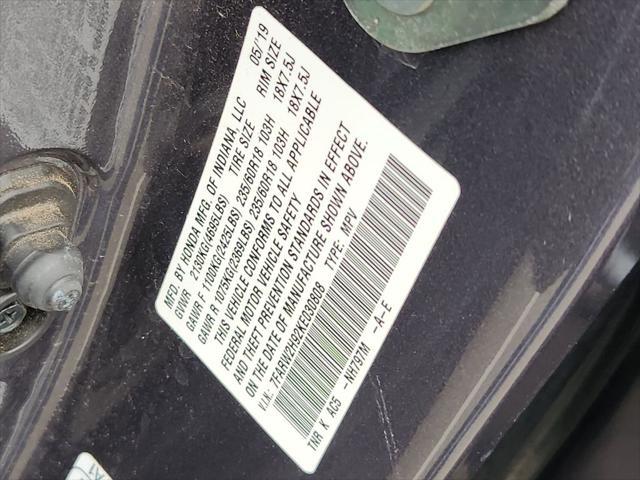 MFD. BY HONDA MFG. OF INDIANA, LLC 05/'19
GVWR 2130KG(4695LBS) TIRE SIZE RIM SIZE
GAWR F 1100KG(2425LBS) 235/60R18 103H 18X7.5J
GAWR R 1075KG(2369LBS) 235/60R18 103H 18X7.5J
THIS VEHICLE CONFORMS TO ALL APPLICABLE
FEDERAL MOTOR VEHICLE SAFETY
AND THEFT PREVENTION STANDARDS IN EFFECT
ON THE DATE OF MANUFACTURE SHOWN ABOVE.
V.I.N.: 7FARW2H92KE030808 TYPE: MPV
TNR K AC5 -NH797M -A-E